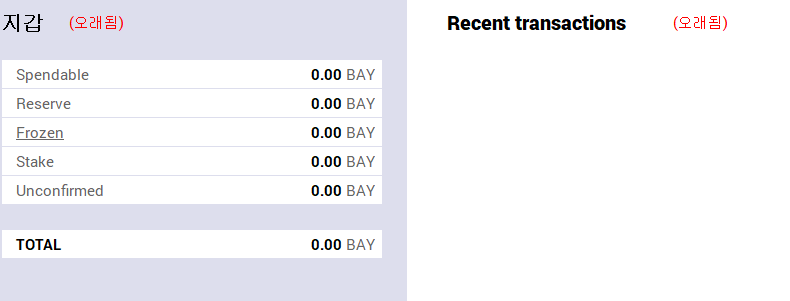 지갑 (오래됨)
Spendable 0.00 BAY
Reserve 0.00 BAY
Frozen 0.00 BAY
Stake 0.00 BAY
Unconfirmed 0.00 BAY
TOTAL 0.00 BAY
Recent transactions (오래됨)